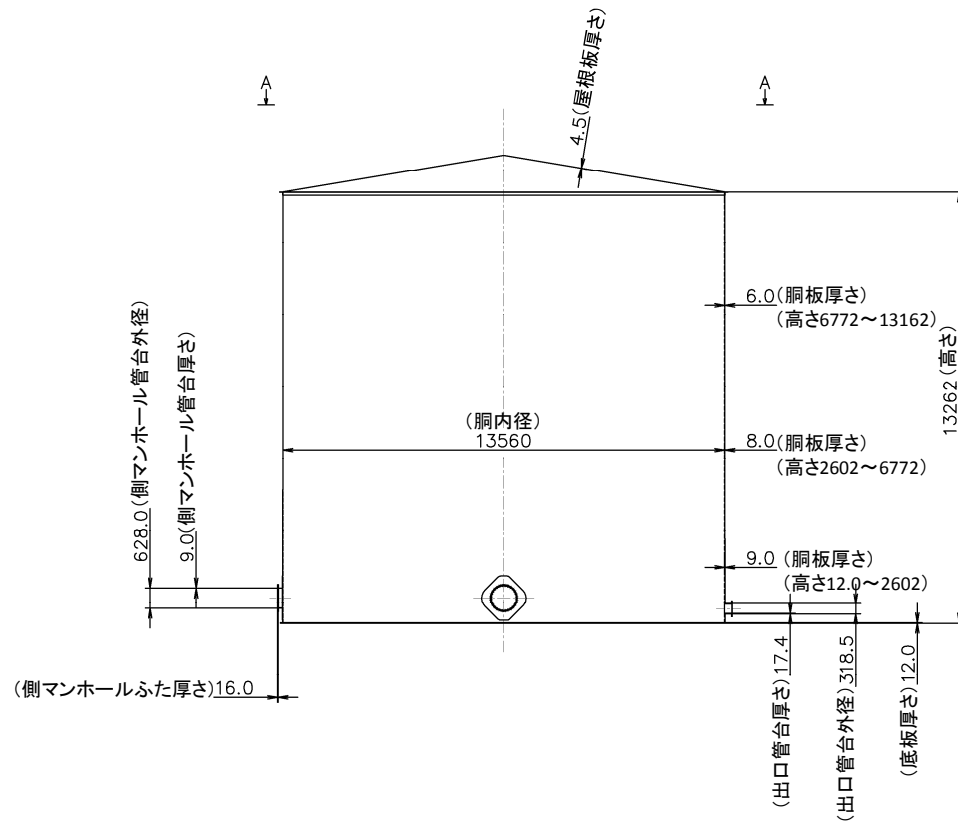 A
A
4.5(屋根板厚さ)
6.0(胴板厚さ)
(高さ6772～13162)
13262(高さ)
628.0(側マンホール管台外径)
9.0(側マンホール管台厚さ)
(胴内径)
13560
8.0(胴板厚さ)
(高さ2602～6772)
9.0 (胴板厚さ)
(高さ12.0～2602)
(側マンホールふた厚さ)16.0
(出口管台厚さ)17.4
(出口管台外径)318.5
(底板厚さ)12.0